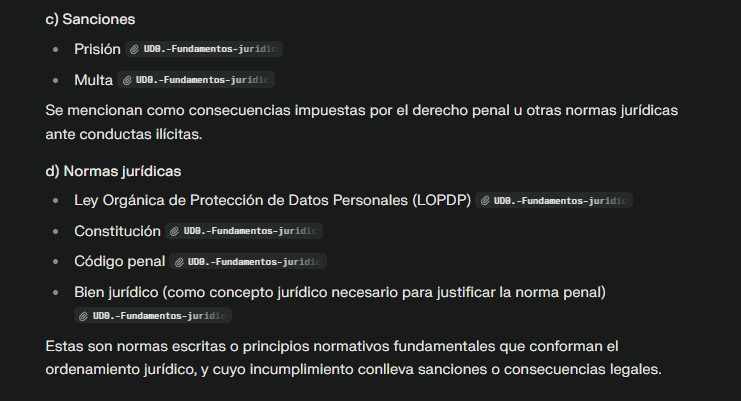 c) Sanciones
Prisión UD0.-Fundamentos-juridic
Multa UD0.-Fundamentos-juridic
Se mencionan como consecuencias impuestas por el derecho penal u otras normas jurídicas
ante conductas ilícitas.
d) Normas jurídicas
Ley Orgánica de Protección de Datos Personales (LOPDP) UD0.-Fundamentos-juridic
Constitución UD0.-Fundamentos-juridic
Código penal UD0.-Fundamentos-juridic
Bien jurídico (como concepto jurídico necesario para justificar la norma penal)
UD0.-Fundamentos-juridic
Estas son normas escritas o principios normativos fundamentales que conforman el
ordenamiento jurídico, y cuyo incumplimiento conlleva sanciones o consecuencias legales.